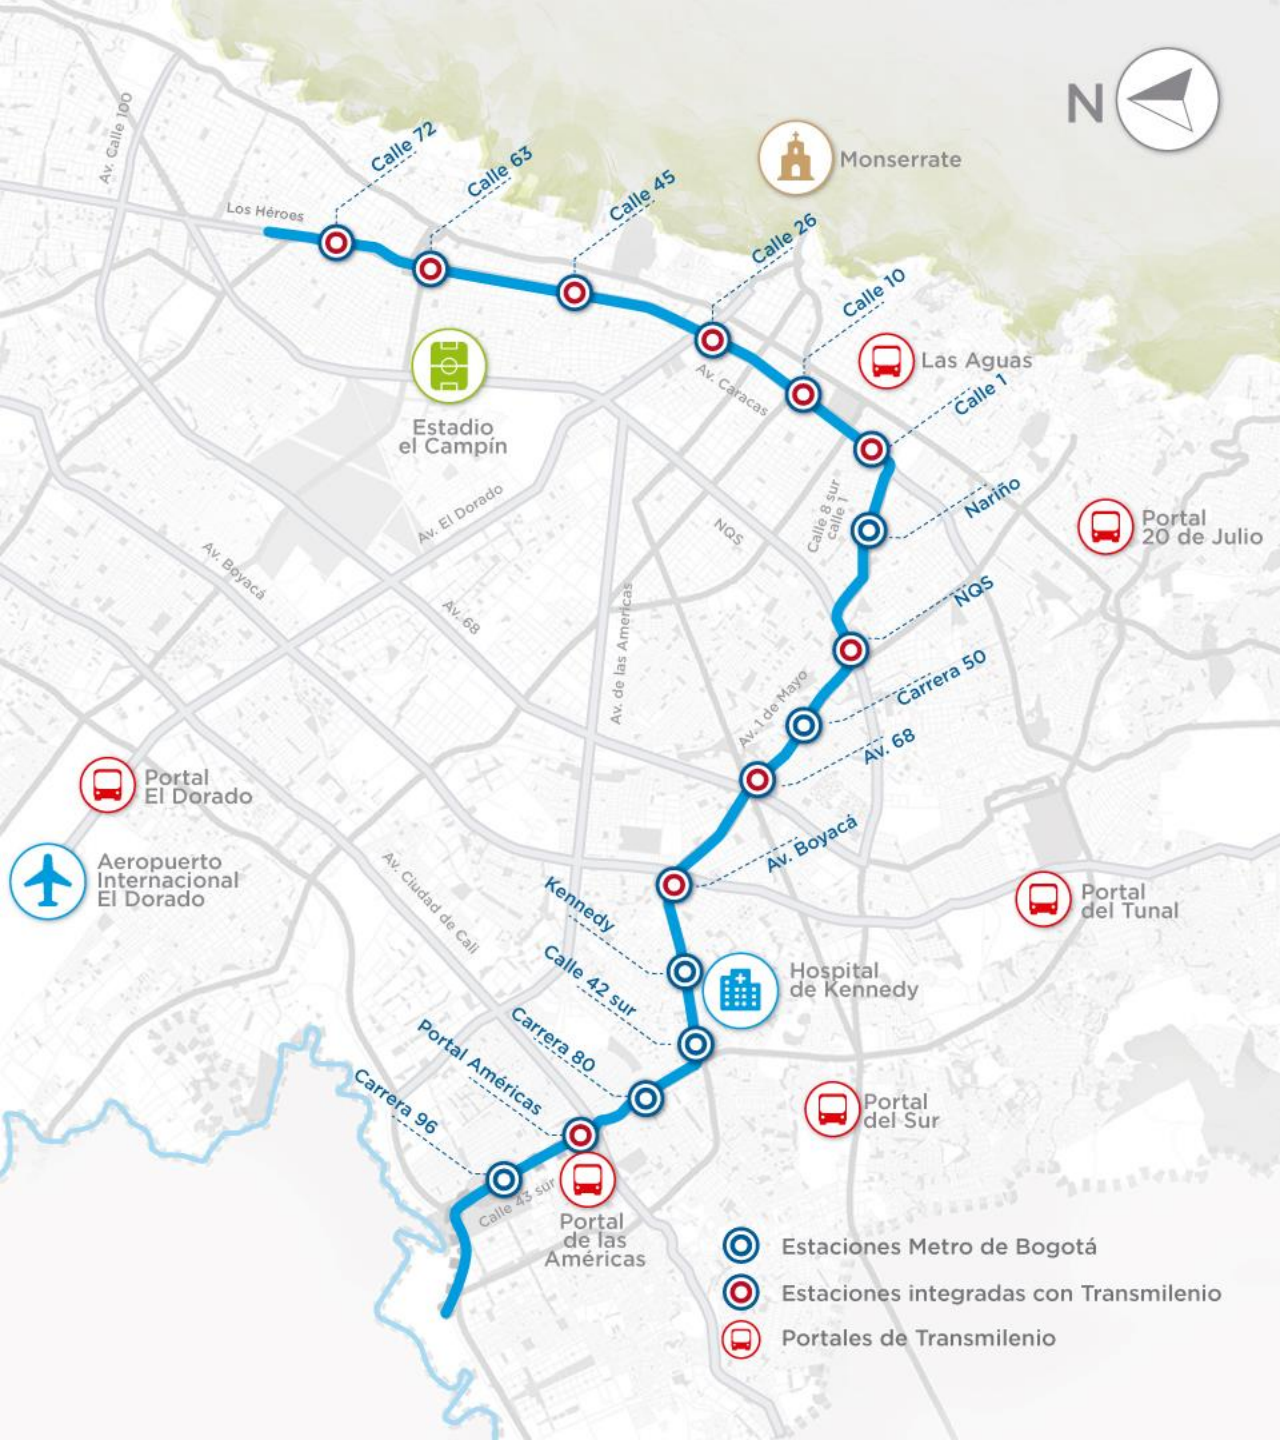 N
Av. Calle 100
Calle 72
Calle 63
Calle 45
Monserrate
Los Héroes
Calle 26
Calle 10
Las Aguas
Calle 1
Av. Caracas
Estadio
el Campín
Nariño
Calle 8 sur
calle 1
Portal
20 de Julio
Av. El Dorado
NQS
Av. Boyacá
Av. 68
NQS
Av. de las Americas
Carrera 50
Av. 1 de Mayo
Av. 68
Portal
El Dorado
Av. Boyacá
Aeropuerto
Internacional
El Dorado
Av. Ciudad de Cali
Kennedy
Portal
del Tunal
Calle 42 sur
Hospital
de Kennedy
Carrera 80
Portal Américas
Carrera 96
Portal
del Sur
Calle 43 sur
Portal
de las
Américas
Estaciones Metro de Bogotá
Estaciones integradas con Transmilenio
Portales de Transmilenio